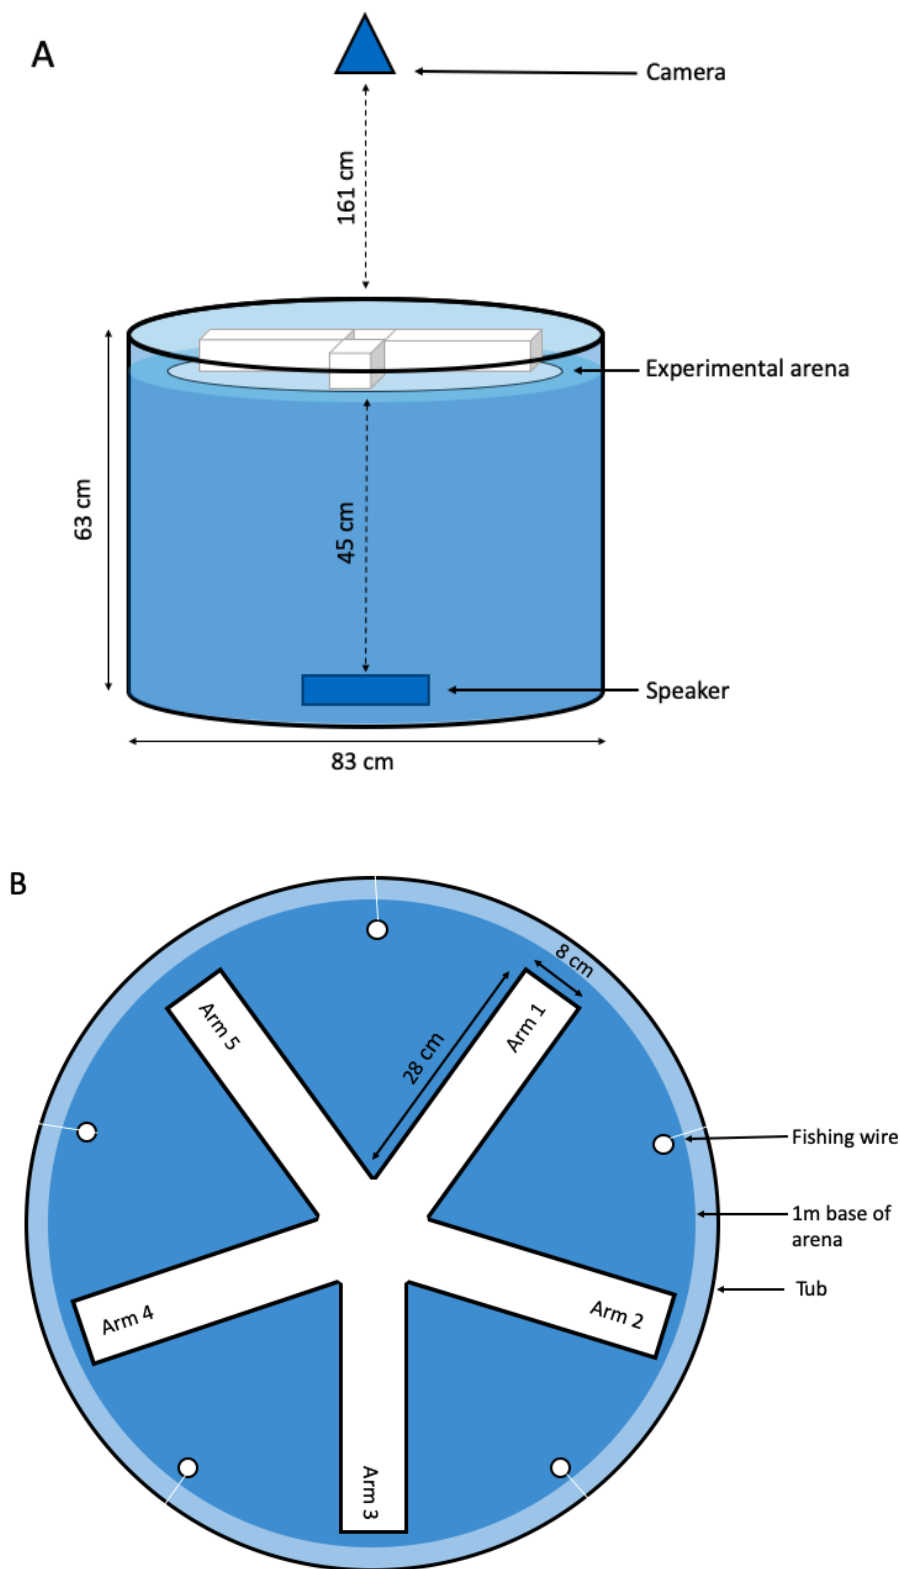 A
Camera
161 cm
Experimental arena
63 cm
45 cm
Speaker
83 cm
B
8 cm
Arm 1
Arm 5
28 cm
Fishing wire
1m base of
arena
Tub
Arm 2
Arm 4
Arm 3